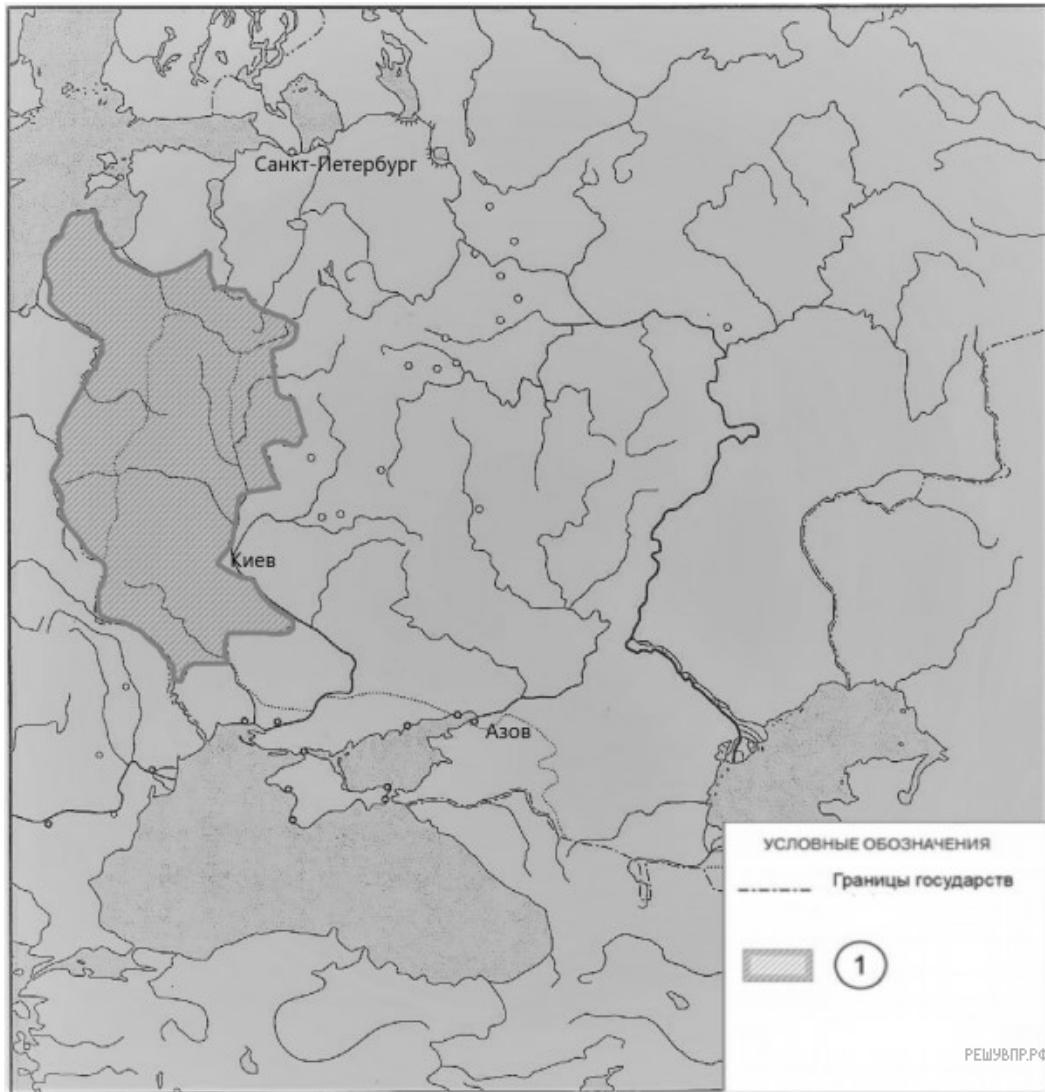 Санкт-Петербург
Киев
Азов
УСЛОВНЫЕ ОБОЗНАЧЕНИЯ
Границы государств
1
РЕШУВПР.РФ